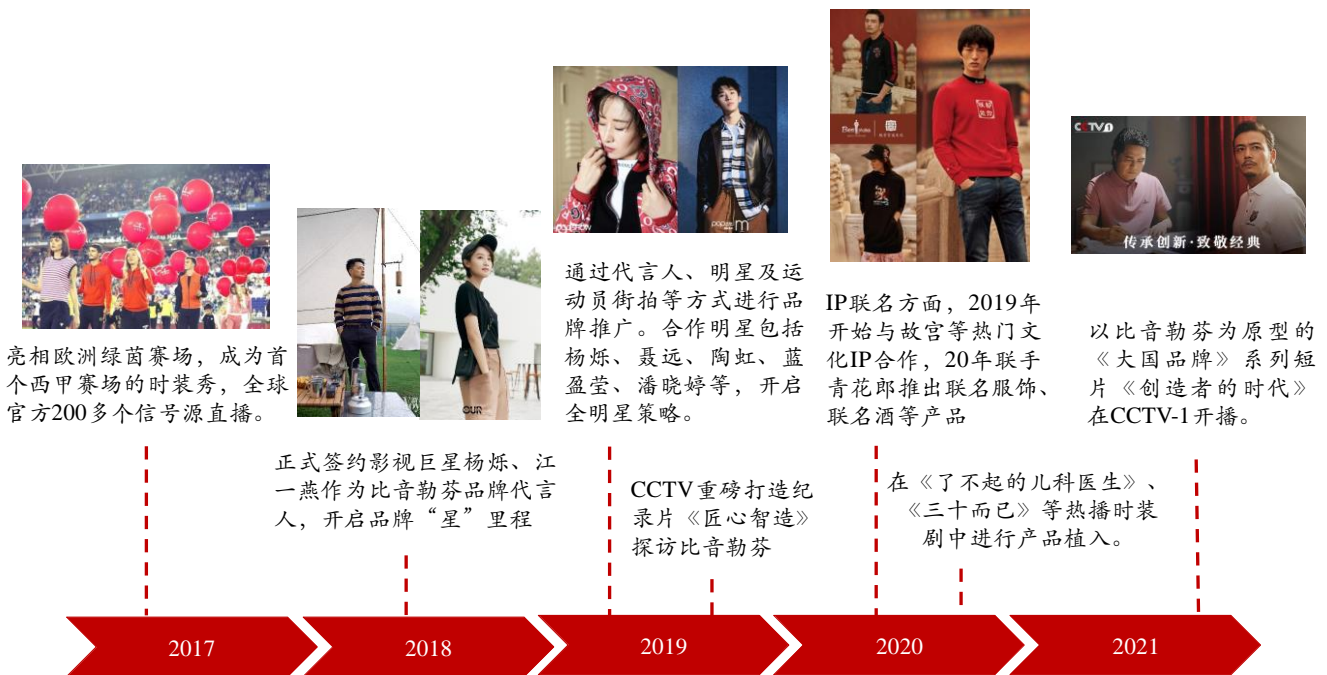 亮相欧洲绿茵赛场，成为首
个西甲赛场的时装秀，全球
官方200多个信号源直播。
正式签约影视巨星杨烁、江
一燕作为比音勒芬品牌代言
人，开启品牌“星”里程
OUR
通过代言人、明星及运
动员街拍等方式进行品
牌推广。合作明星包括
杨烁、聂远、陶虹、蓝
盈莹、潘晓婷等，开启
全明星策略。
CCTV重磅打造纪
录片《匠心智造》
探访比音勒芬
IP联名方面，2019年
开始与故宫等热门文
化IP合作，20年联手
青花郎推出联名服饰、
联名酒等产品
在《了不起的儿科医生》、
《三十而已》等热播时装
剧中进行产品植入。
CCTV1
传承创新·致敬经典
以比音勒芬为原型的
《大国品牌》系列短
片《创造者的时代》
在CCTV-1开播。
2017
2018
2019
2020
2021